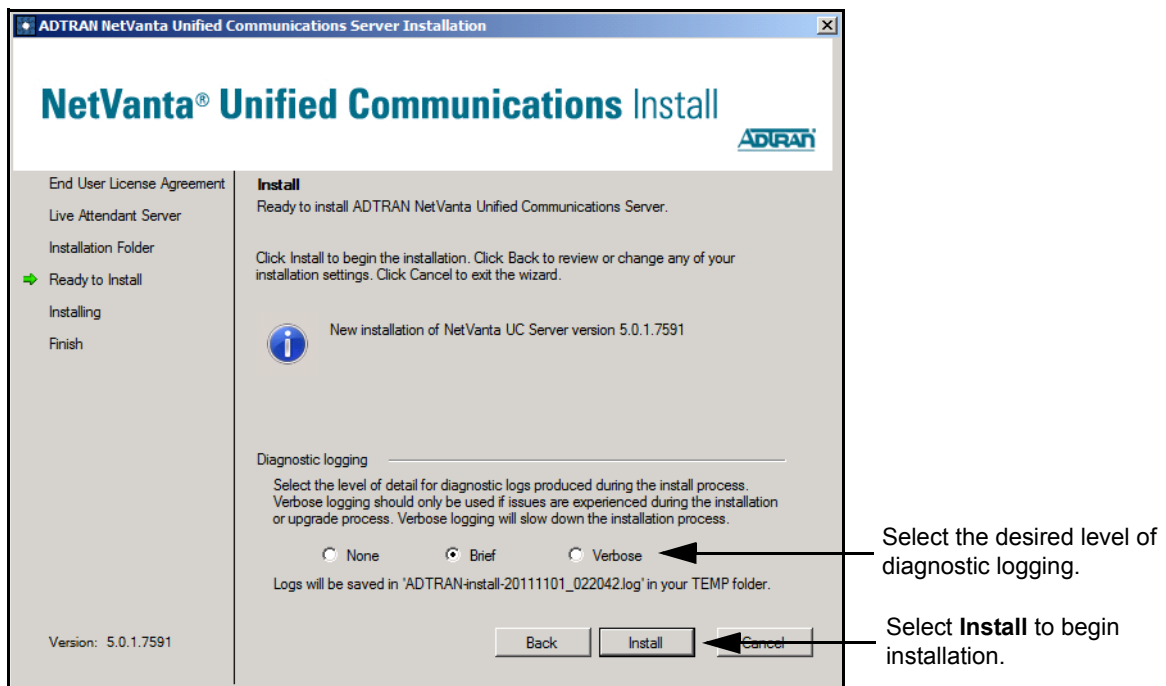 ADTRAN NetVanta Unified Communications Server Installation
NetVanta® Unified Communications Install
ADTRAN
End User License Agreement
Live Attendant Server
Installation Folder
Ready to Install
Installing
Finish
Install
Ready to install ADTRAN NetVanta Unified Communications Server.
Click Install to begin the installation. Click Back to review or change any of your
installation settings. Click Cancel to exit the wizard.
New installation of NetVanta UC Server version 5.0.1.7591
Diagnostic logging
Select the level of detail for diagnostic logs produced during the install process.
Verbose logging should only be used if issues are experienced during the installation
or upgrade process. Verbose logging will slow down the installation process.
None Brief Verbose
Logs will be saved in 'ADTRAN-install-20111101_022042.log' in your TEMP folder.
Version: 5.0.1.7591
Back Install Cancel
Select the desired level of
diagnostic logging.
Select Install to begin
installation.